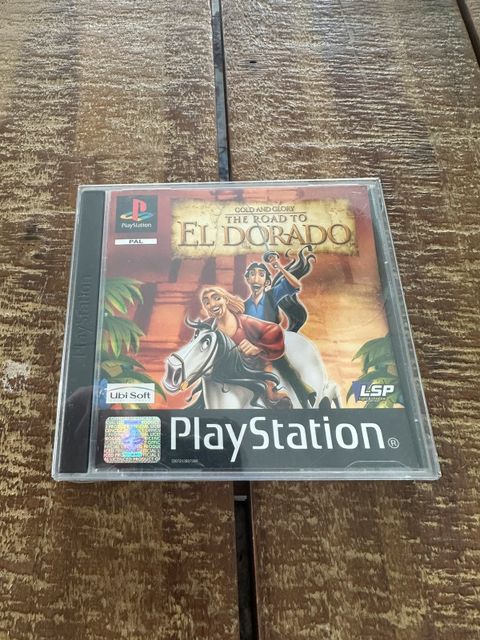 PlayStation
PAL
GOLD AND GLORY
THE ROAD TO
EL DORADO
PlayStation
Ubi Soft
LSP
PlayStation®